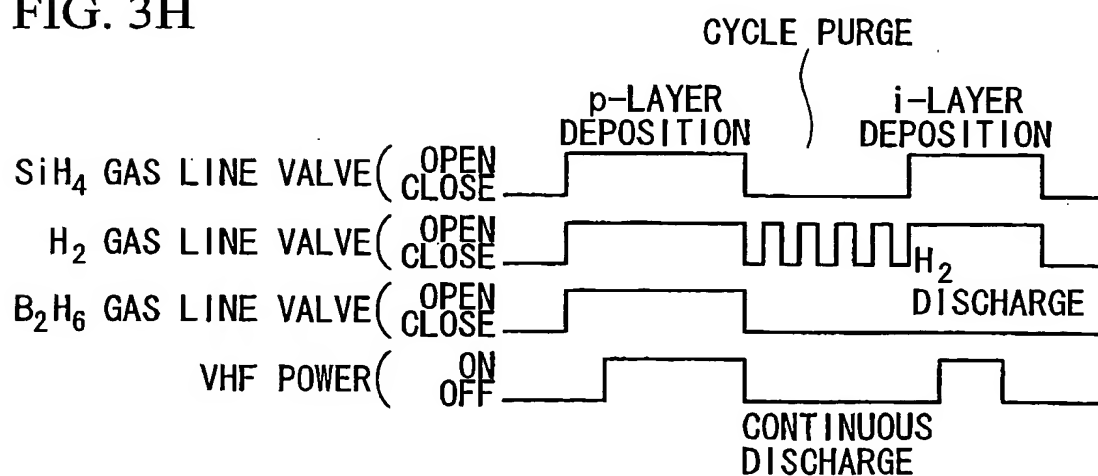 FIG. 3H
CYCLE PURGE
p-LAYER
DEPOSITION
i-LAYER
DEPOSITION
SiH4 GAS LINE VALVE( OPEN
CLOSE
H2 GAS LINE VALVE( OPEN
CLOSE
H2
DISCHARGE
B2H6 GAS LINE VALVE( OPEN
CLOSE
VHF POWER( ON
OFF
CONTINUOUS
DISCHARGE